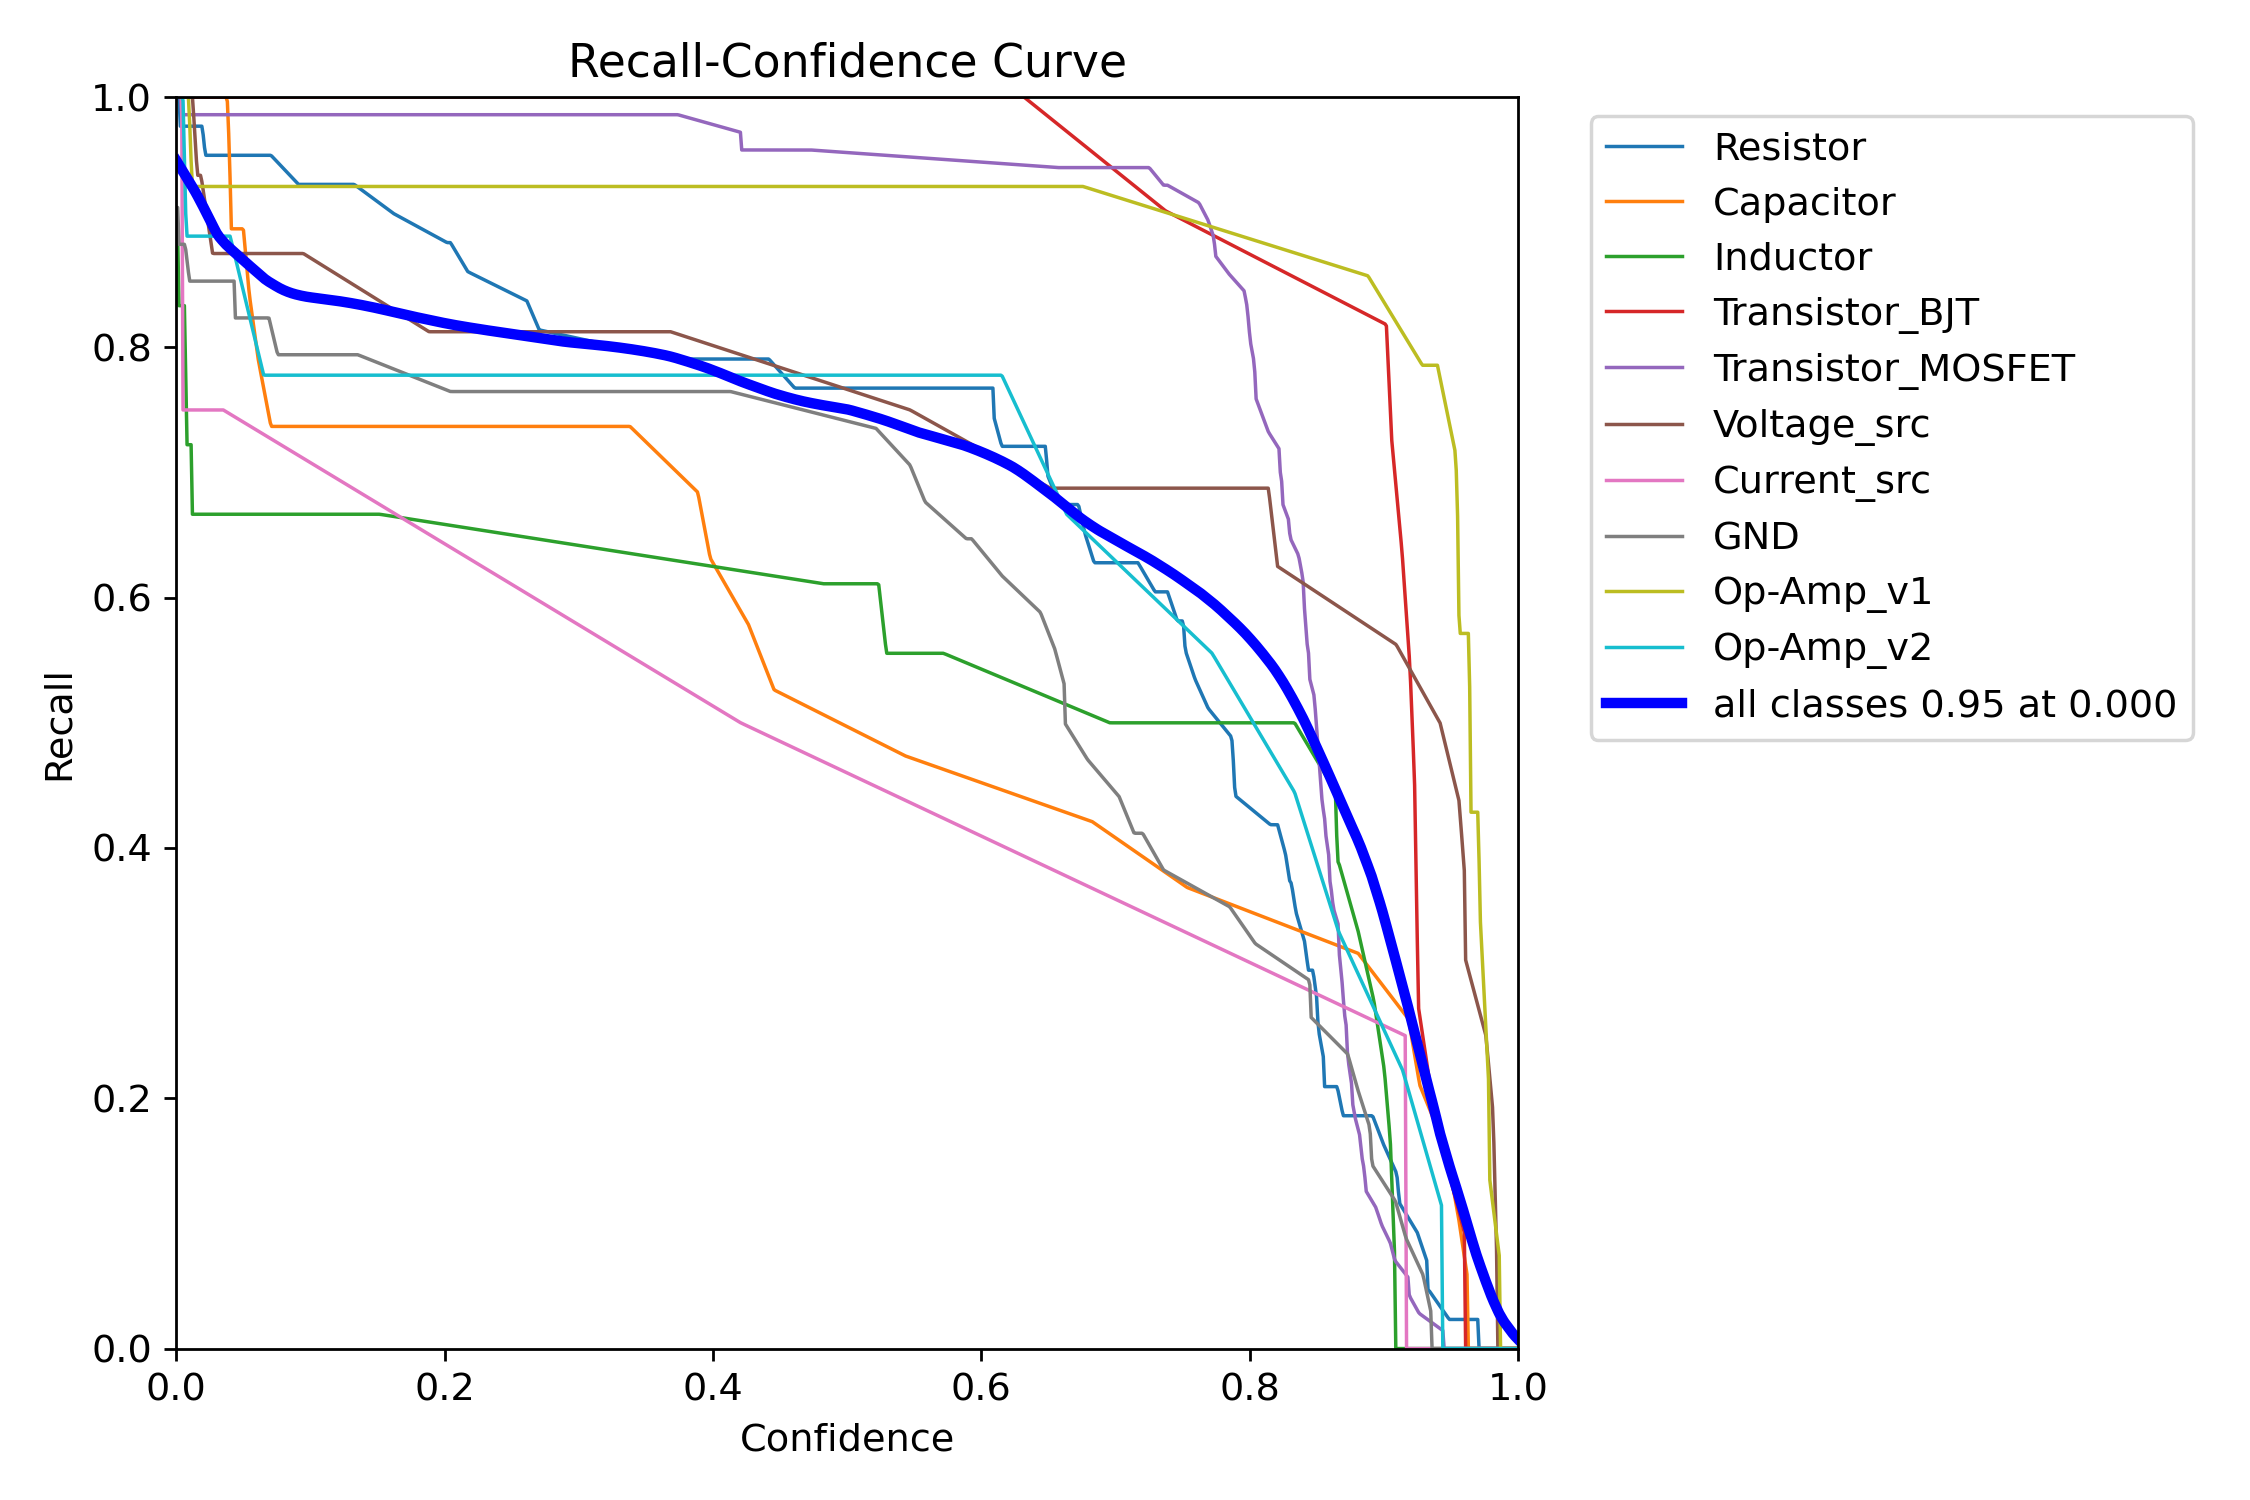 Recall-Confidence Curve
1.0
0.8
0.6
0.4
0.2
0.0
Recall
0.0 0.2 0.4 0.6 0.8 1.0
Confidence
Resistor
Capacitor
Inductor
Transistor_BJT
Transistor_MOSFET
Voltage_src
Current_src
GND
Op-Amp_v1
Op-Amp_v2
all classes 0.95 at 0.000